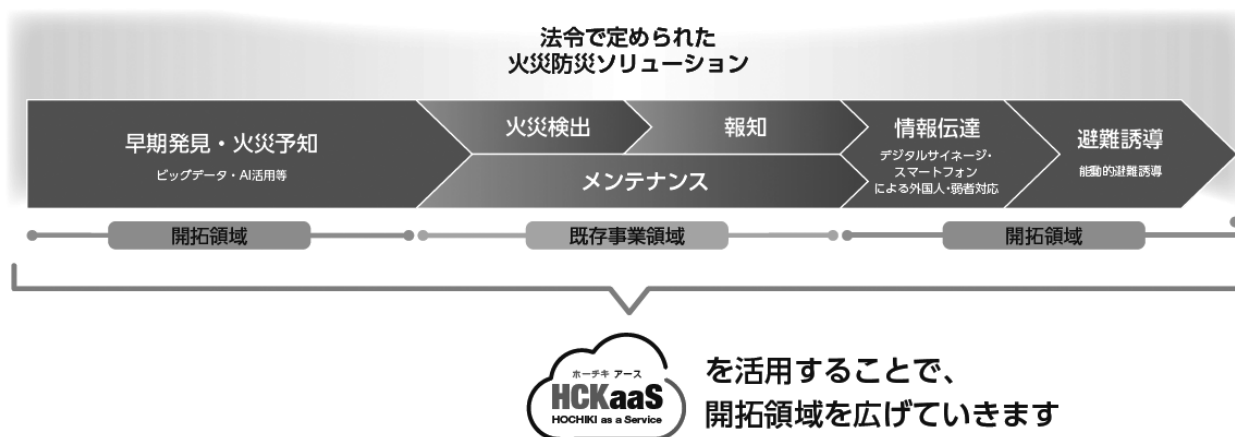 法令で定められた
火災防災ソリューション
早期発見・火災予知
ビッグデータ・AI活用等
火災検出
報知
メンテナンス
情報伝達
デジタルサイネージ・
スマートフォン
による外国人・弱者対応
避難誘導
能動的避難誘導
開拓領域
既存事業領域
開拓領域
ホーチキ アース
HCKaaS
HOCHIKI as a Service
を活用することで、
開拓領域を広げていきます